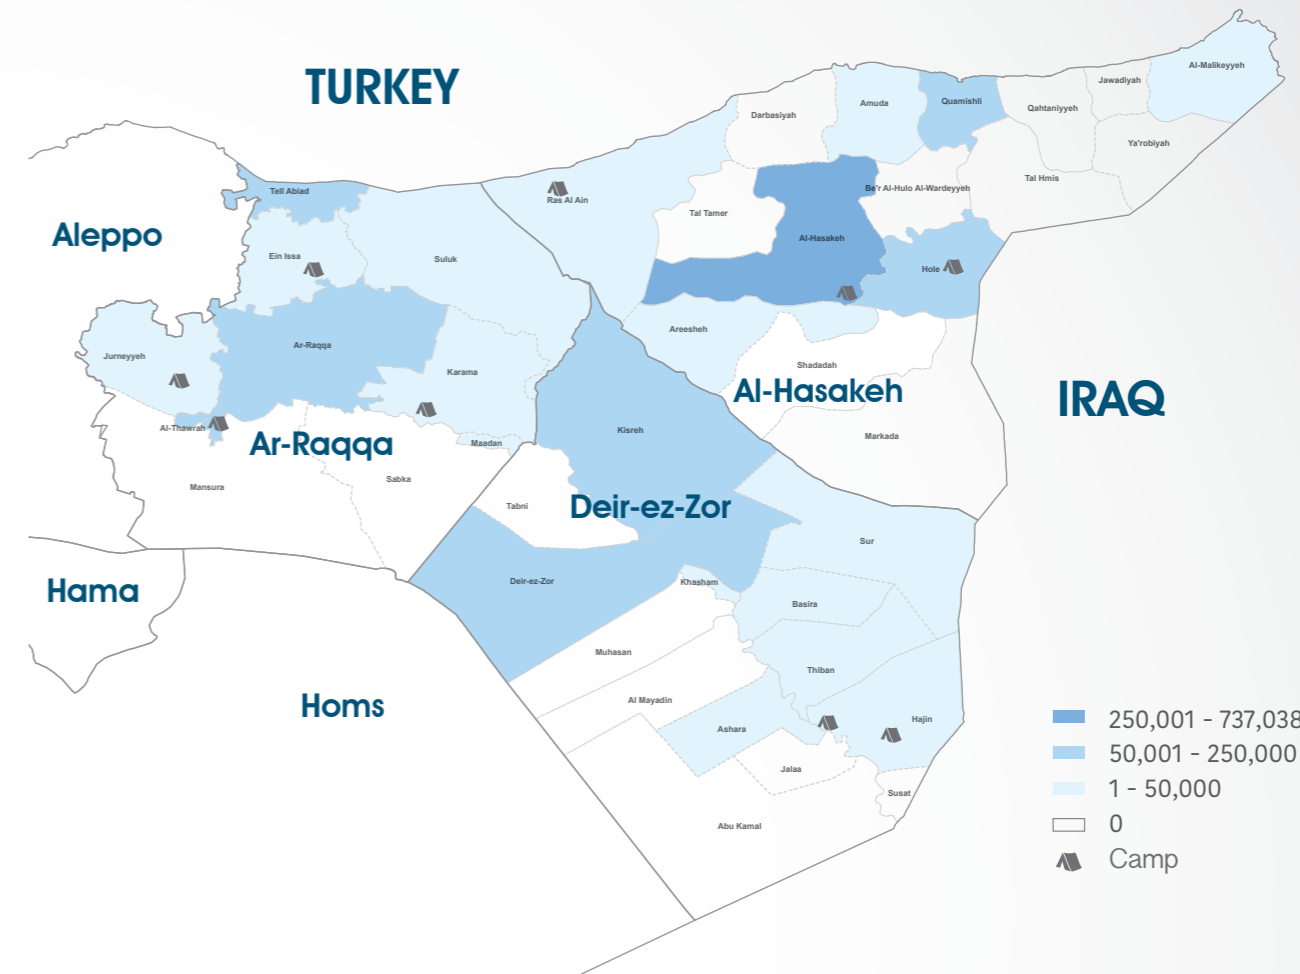 TURKEY
Al-Malikeyyeh
Jawadiyah
Amuda
Quamishli
Qahtaniyyeh
Darbasiyah
Ya'robiyah
Tal Hmis
Be'r Al-Hulo Al-Wardeyyeh
Tell Abiad
Ras Al Ain
Tal Tamer
Aleppo
Al-Hasakeh
Ein Issa
Suluk
Hole
Areesheh
Ar-Raqqa
Jurneyyeh
Karama
Shadadah
Al-Hasakeh
IRAQ
Al-Thawrah
Kisreh
Markada
Ar-Raqqa
Maadan
Sabka
Mansura
Tabni
Deir-ez-Zor
Sur
Deir-ez-Zor
Khasham
Hama
Basira
Muhasan
Thiban
Al Mayadin
Homs
Ashara
Hajin
Jalaa
Susat
Abu Kamal
250,001 - 737,038
50,001 - 250,000
1 - 50,000
0
Camp